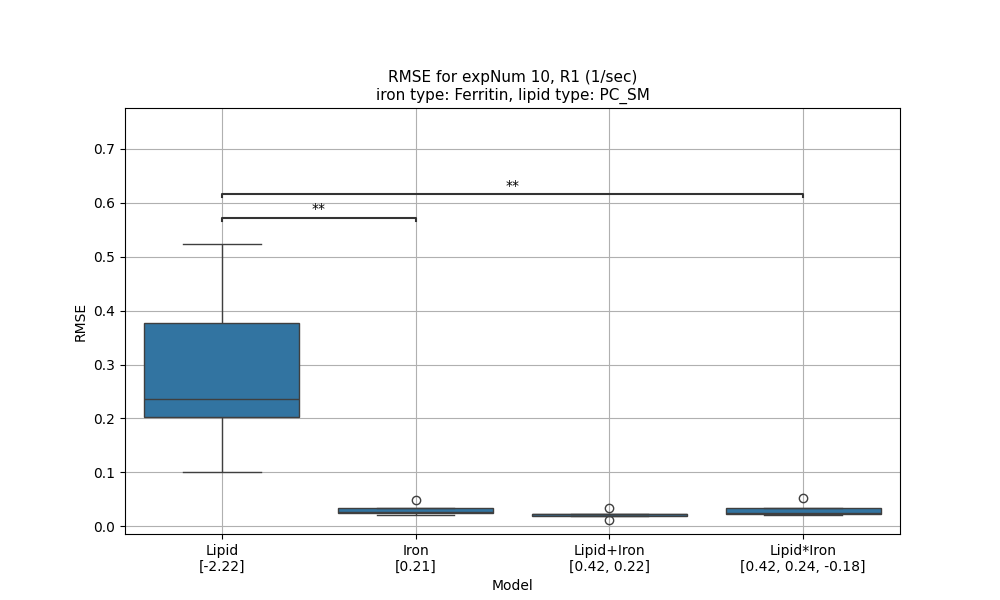 RMSE for expNum 10, R1 (1/sec)
iron type: Ferritin, lipid type: PC_SM
0.7
0.6
0.5
0.4
0.3
0.2
0.1
0.0
RMSE
**
**
Lipid
[-2.22]
Iron
[0.21]
Lipid+Iron
[0.42, 0.22]
Lipid*Iron
[0.42, 0.24, -0.18]
Model